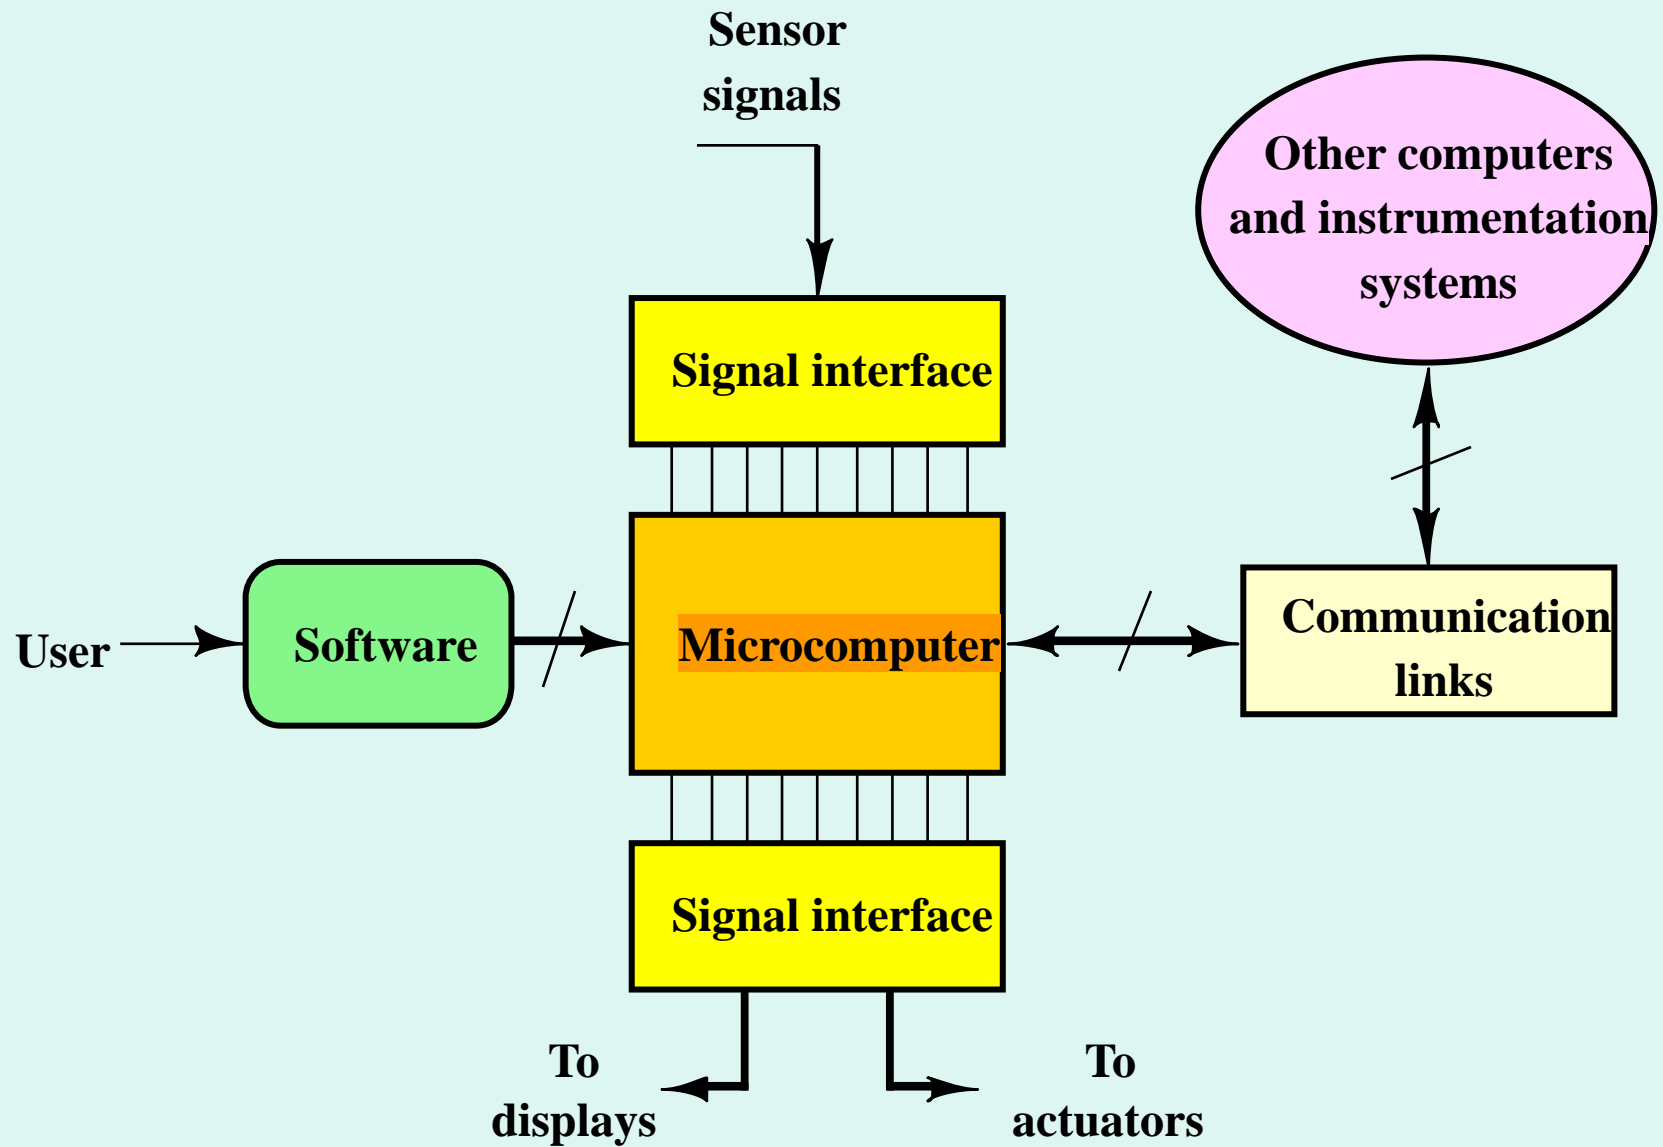 Sensor
signals
Other computers
and instrumentation
systems
Signal interface
User
Software
Microcomputer
Communication
links
Signal interface
To
displays
To
actuators